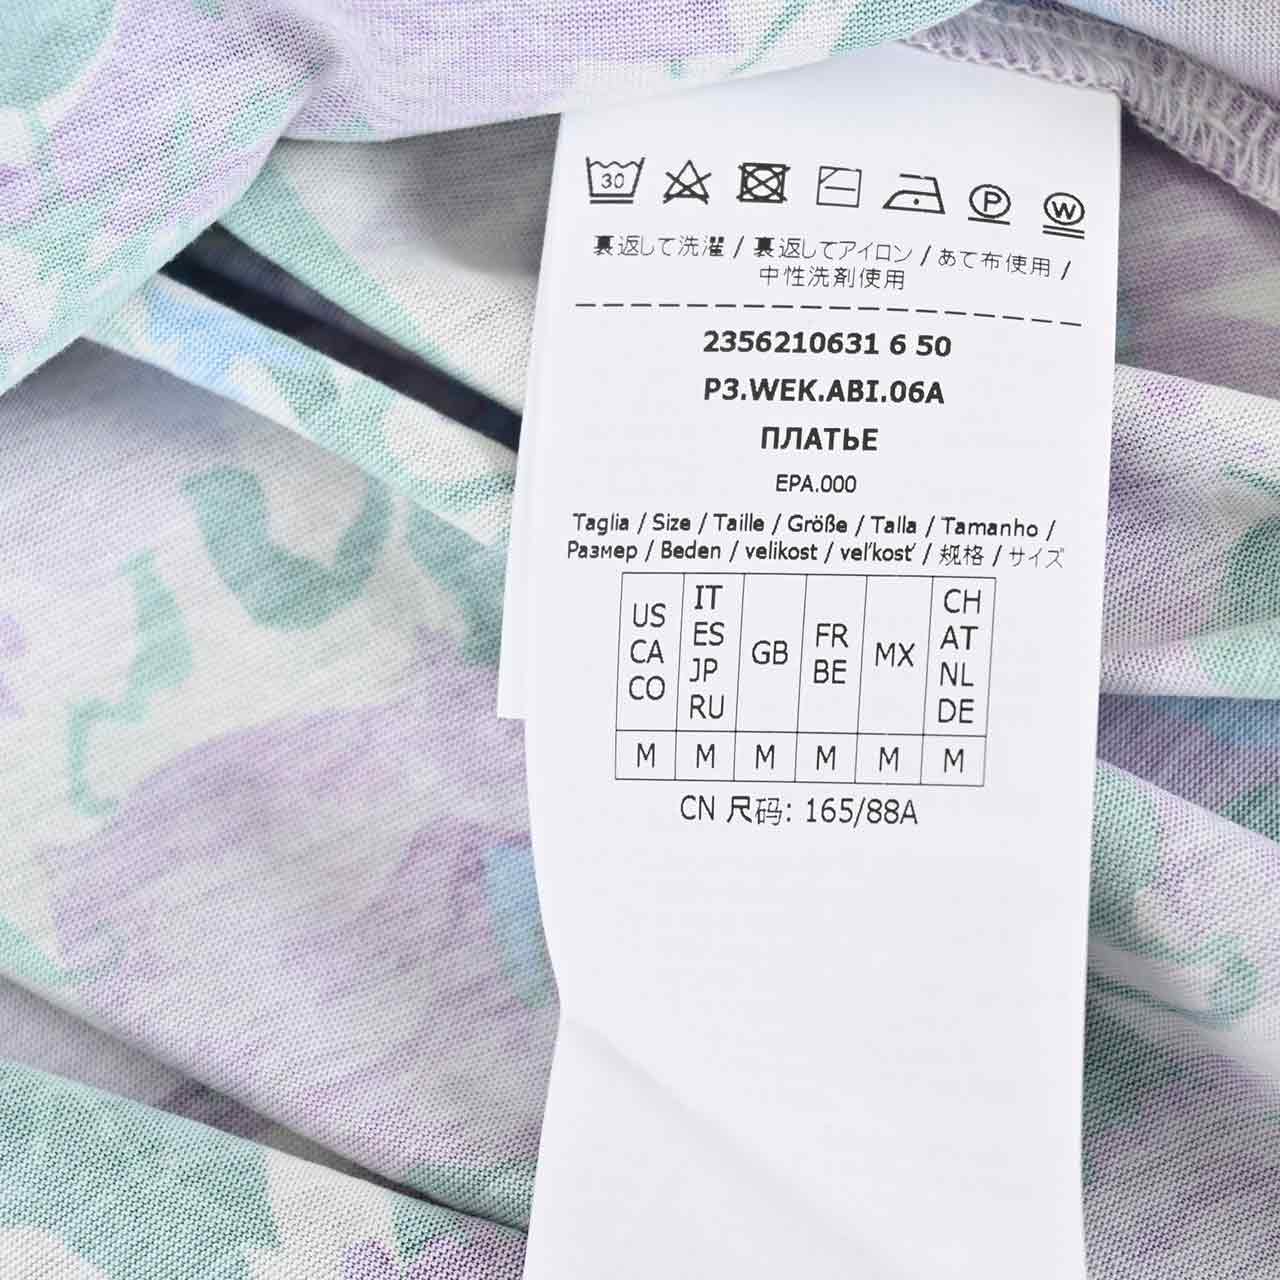 30 P W
裏返して洗濯 / 裏返してアイロン / あて布使用 /
中性洗剤使用
2356210631 6 50
P3.WEK.ABI.06A
ПЛАТЬЕ
EPA.000
Taglia / Size / Taille / Größe / Talla / Tamanho /
Размер / Beden / velikost / veľkosť / 规格 / サイズ
US CA CO IT ES JP RU GB FR BE MX CH AT NL DE
M M M M M M
CN 尺码: 165/88A